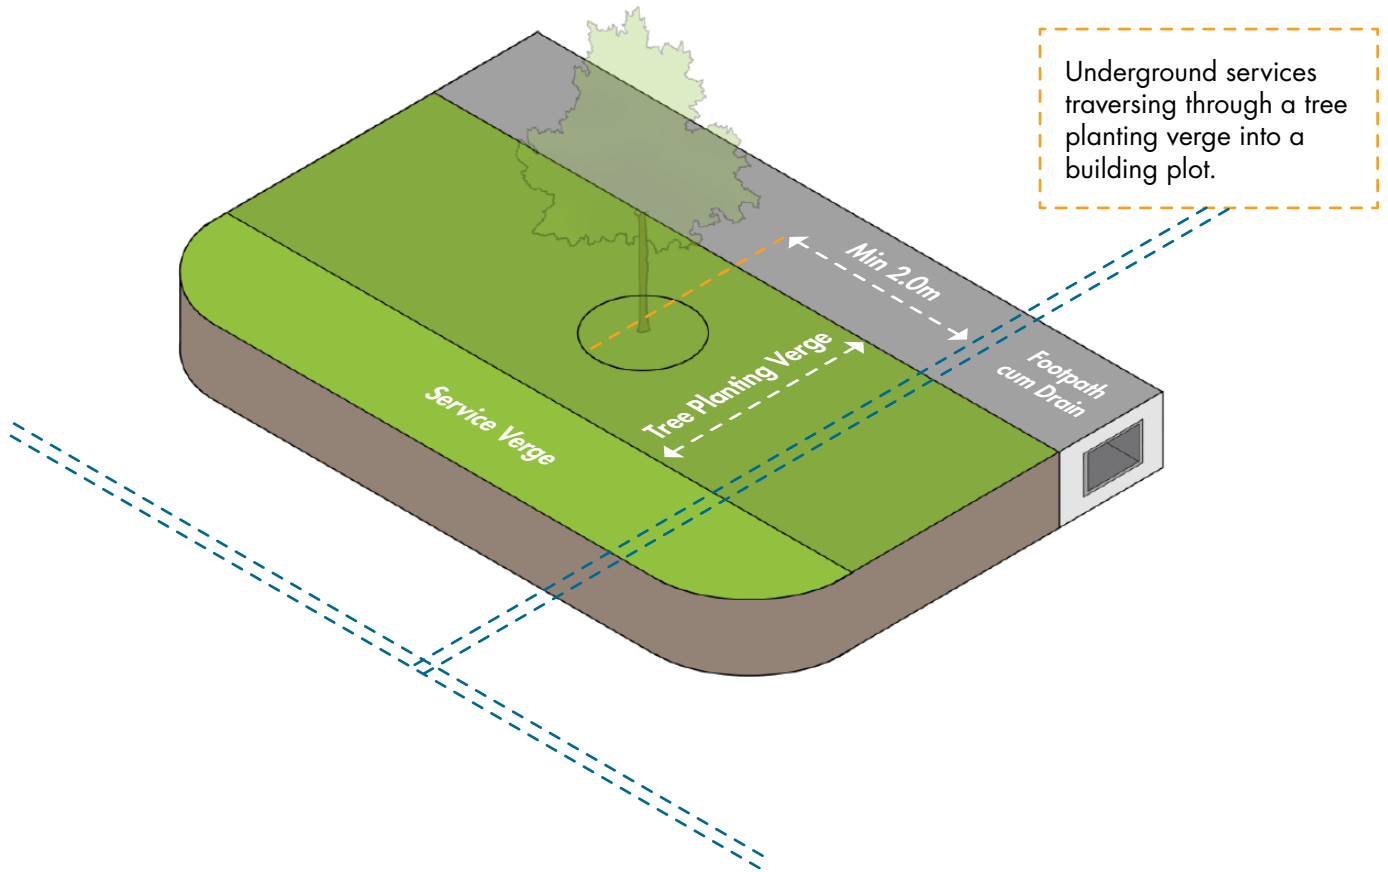 Underground services
traversing through a tree
planting verge into a
building plot.
Min 2.0m
Tree Planting Verge
Footpath
cum Drain
Service Verge